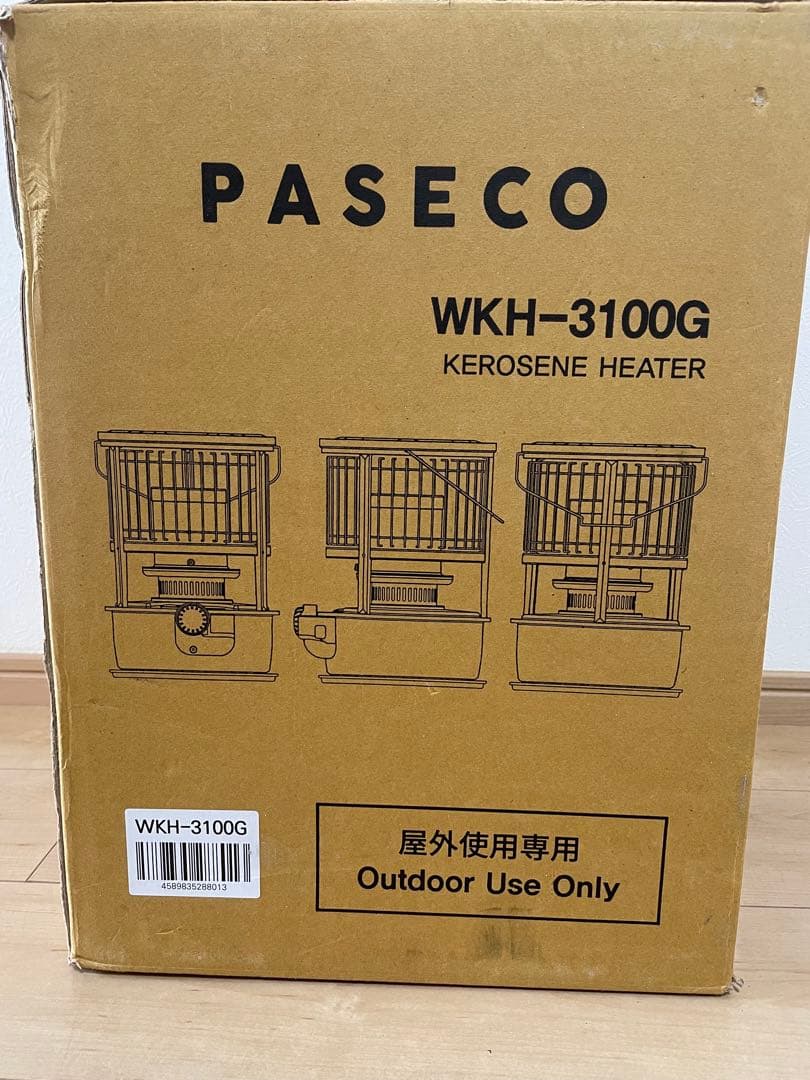 PASECO
WKH-3100G
KEROSENE HEATER
WKH-3100G
4589835288013
屋外使用専用
Outdoor Use Only